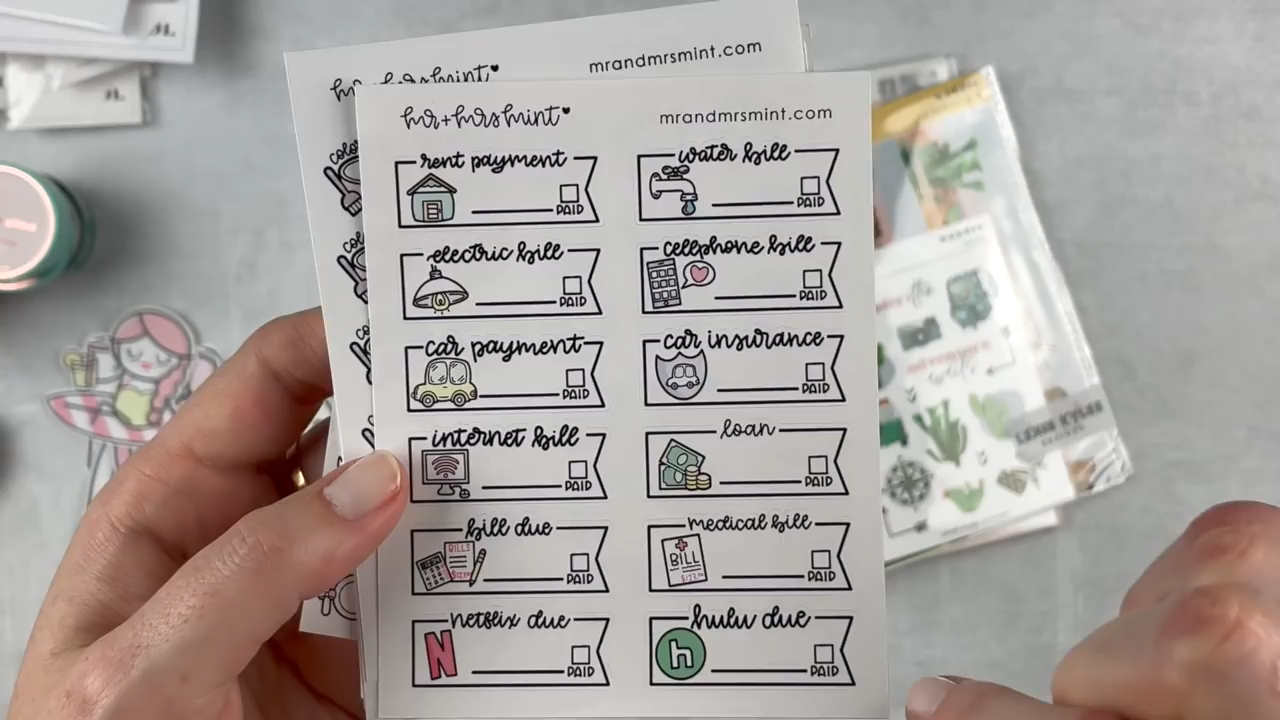 mrandmrsmint.com
mr+mrs mint
mrandmrsmint.com
rent payment
PAID
water bill
PAID
electric bill
PAID
cellphone bill
PAID
car payment
PAID
car insurance
PAID
internet bill
PAID
loan
PAID
bill due
BILLS
PAID
medical bill
BILL
$123.00
PAID
netflix due
N
PAID
hulu due
h
PAID